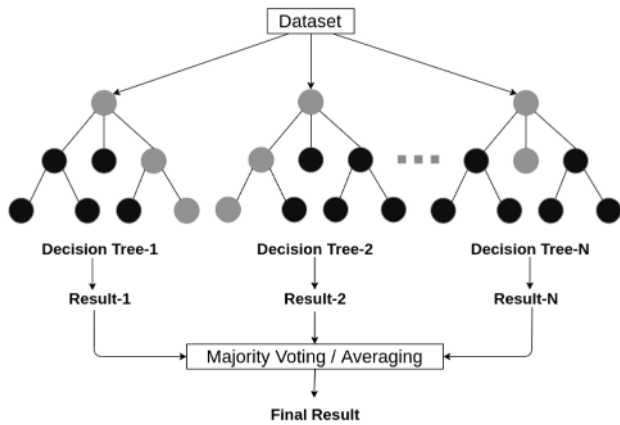 Dataset
Decision Tree-1
Decision Tree-2
Decision Tree-N
Result-1
Result-2
Result-N
Majority Voting / Averaging
Final Result